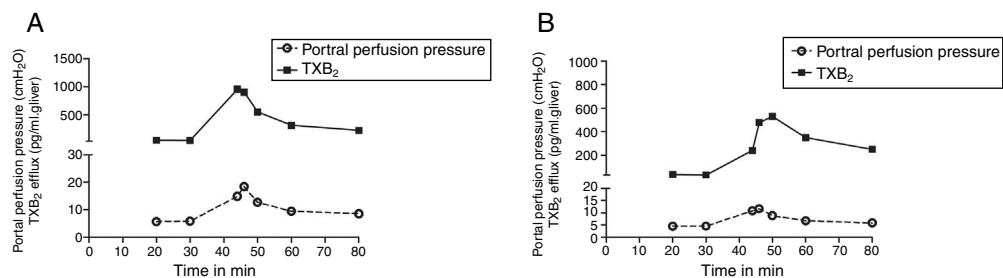 A
Portral perfusion pressure
TXB2
Portal perfusion pressure (cmH2O)
TXB2 efflux (pg/ml.gliver)
1500
1000
500
30
20
10
0
0 10 20 30 40 50 60 70 80
Time in min
B
Portral perfusion pressure
TXB2
Portal perfusion pressure (cmH2O)
TXB2 efflux (pg/ml.gliver)
1000
800
600
400
200
20
15
10
5
0
0 10 20 30 40 50 60 70 80
Time in min